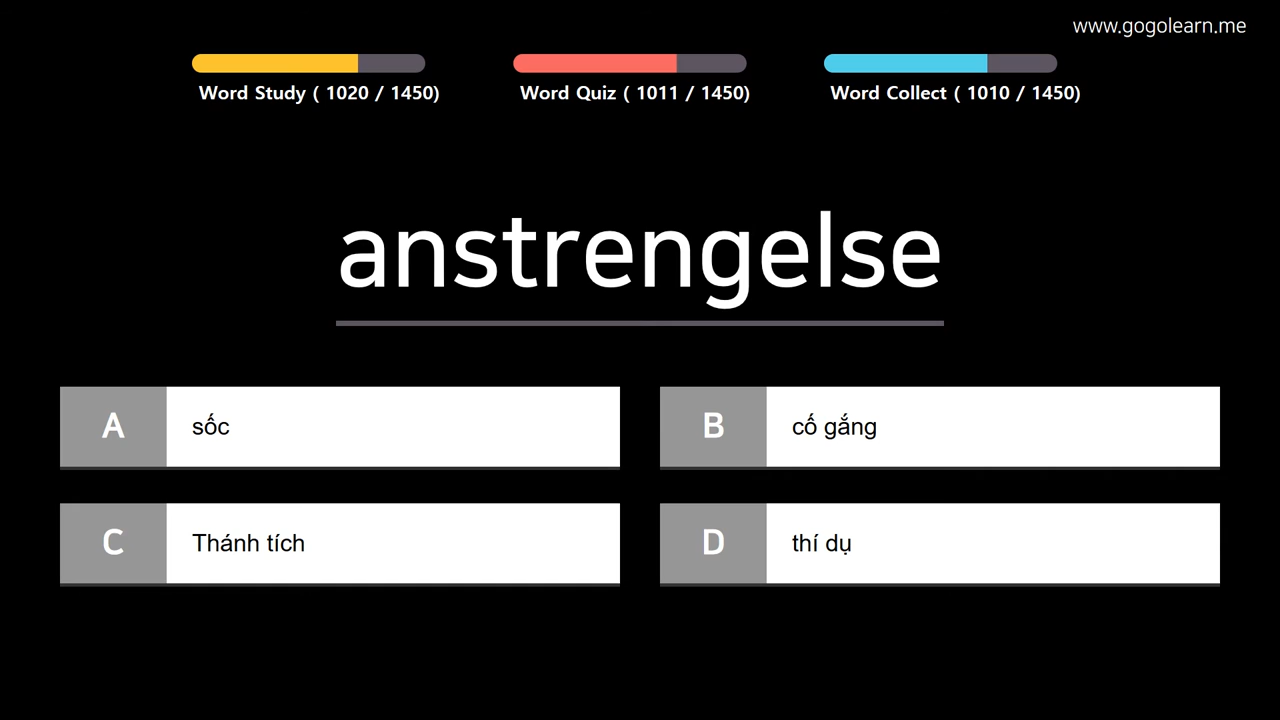 www.gogolearn.me
Word Study ( 1020 / 1450)
Word Quiz ( 1011 / 1450)
Word Collect ( 1010 / 1450)
anstrengelse
A
sốc
B
cố gắng
C
Thánh tích
D
thí dụ